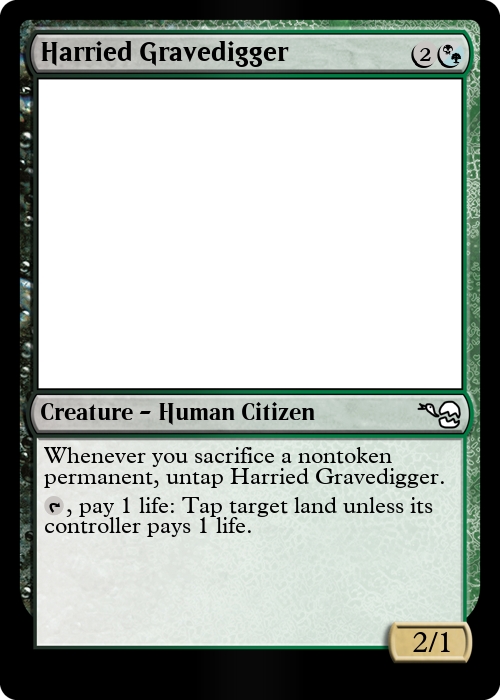 Harried Gravedigger
2
Creature – Human Citizen
Whenever you sacrifice a nontoken
permanent, untap Harried Gravedigger.
, pay 1 life: Tap target land unless its
controller pays 1 life.
2/1